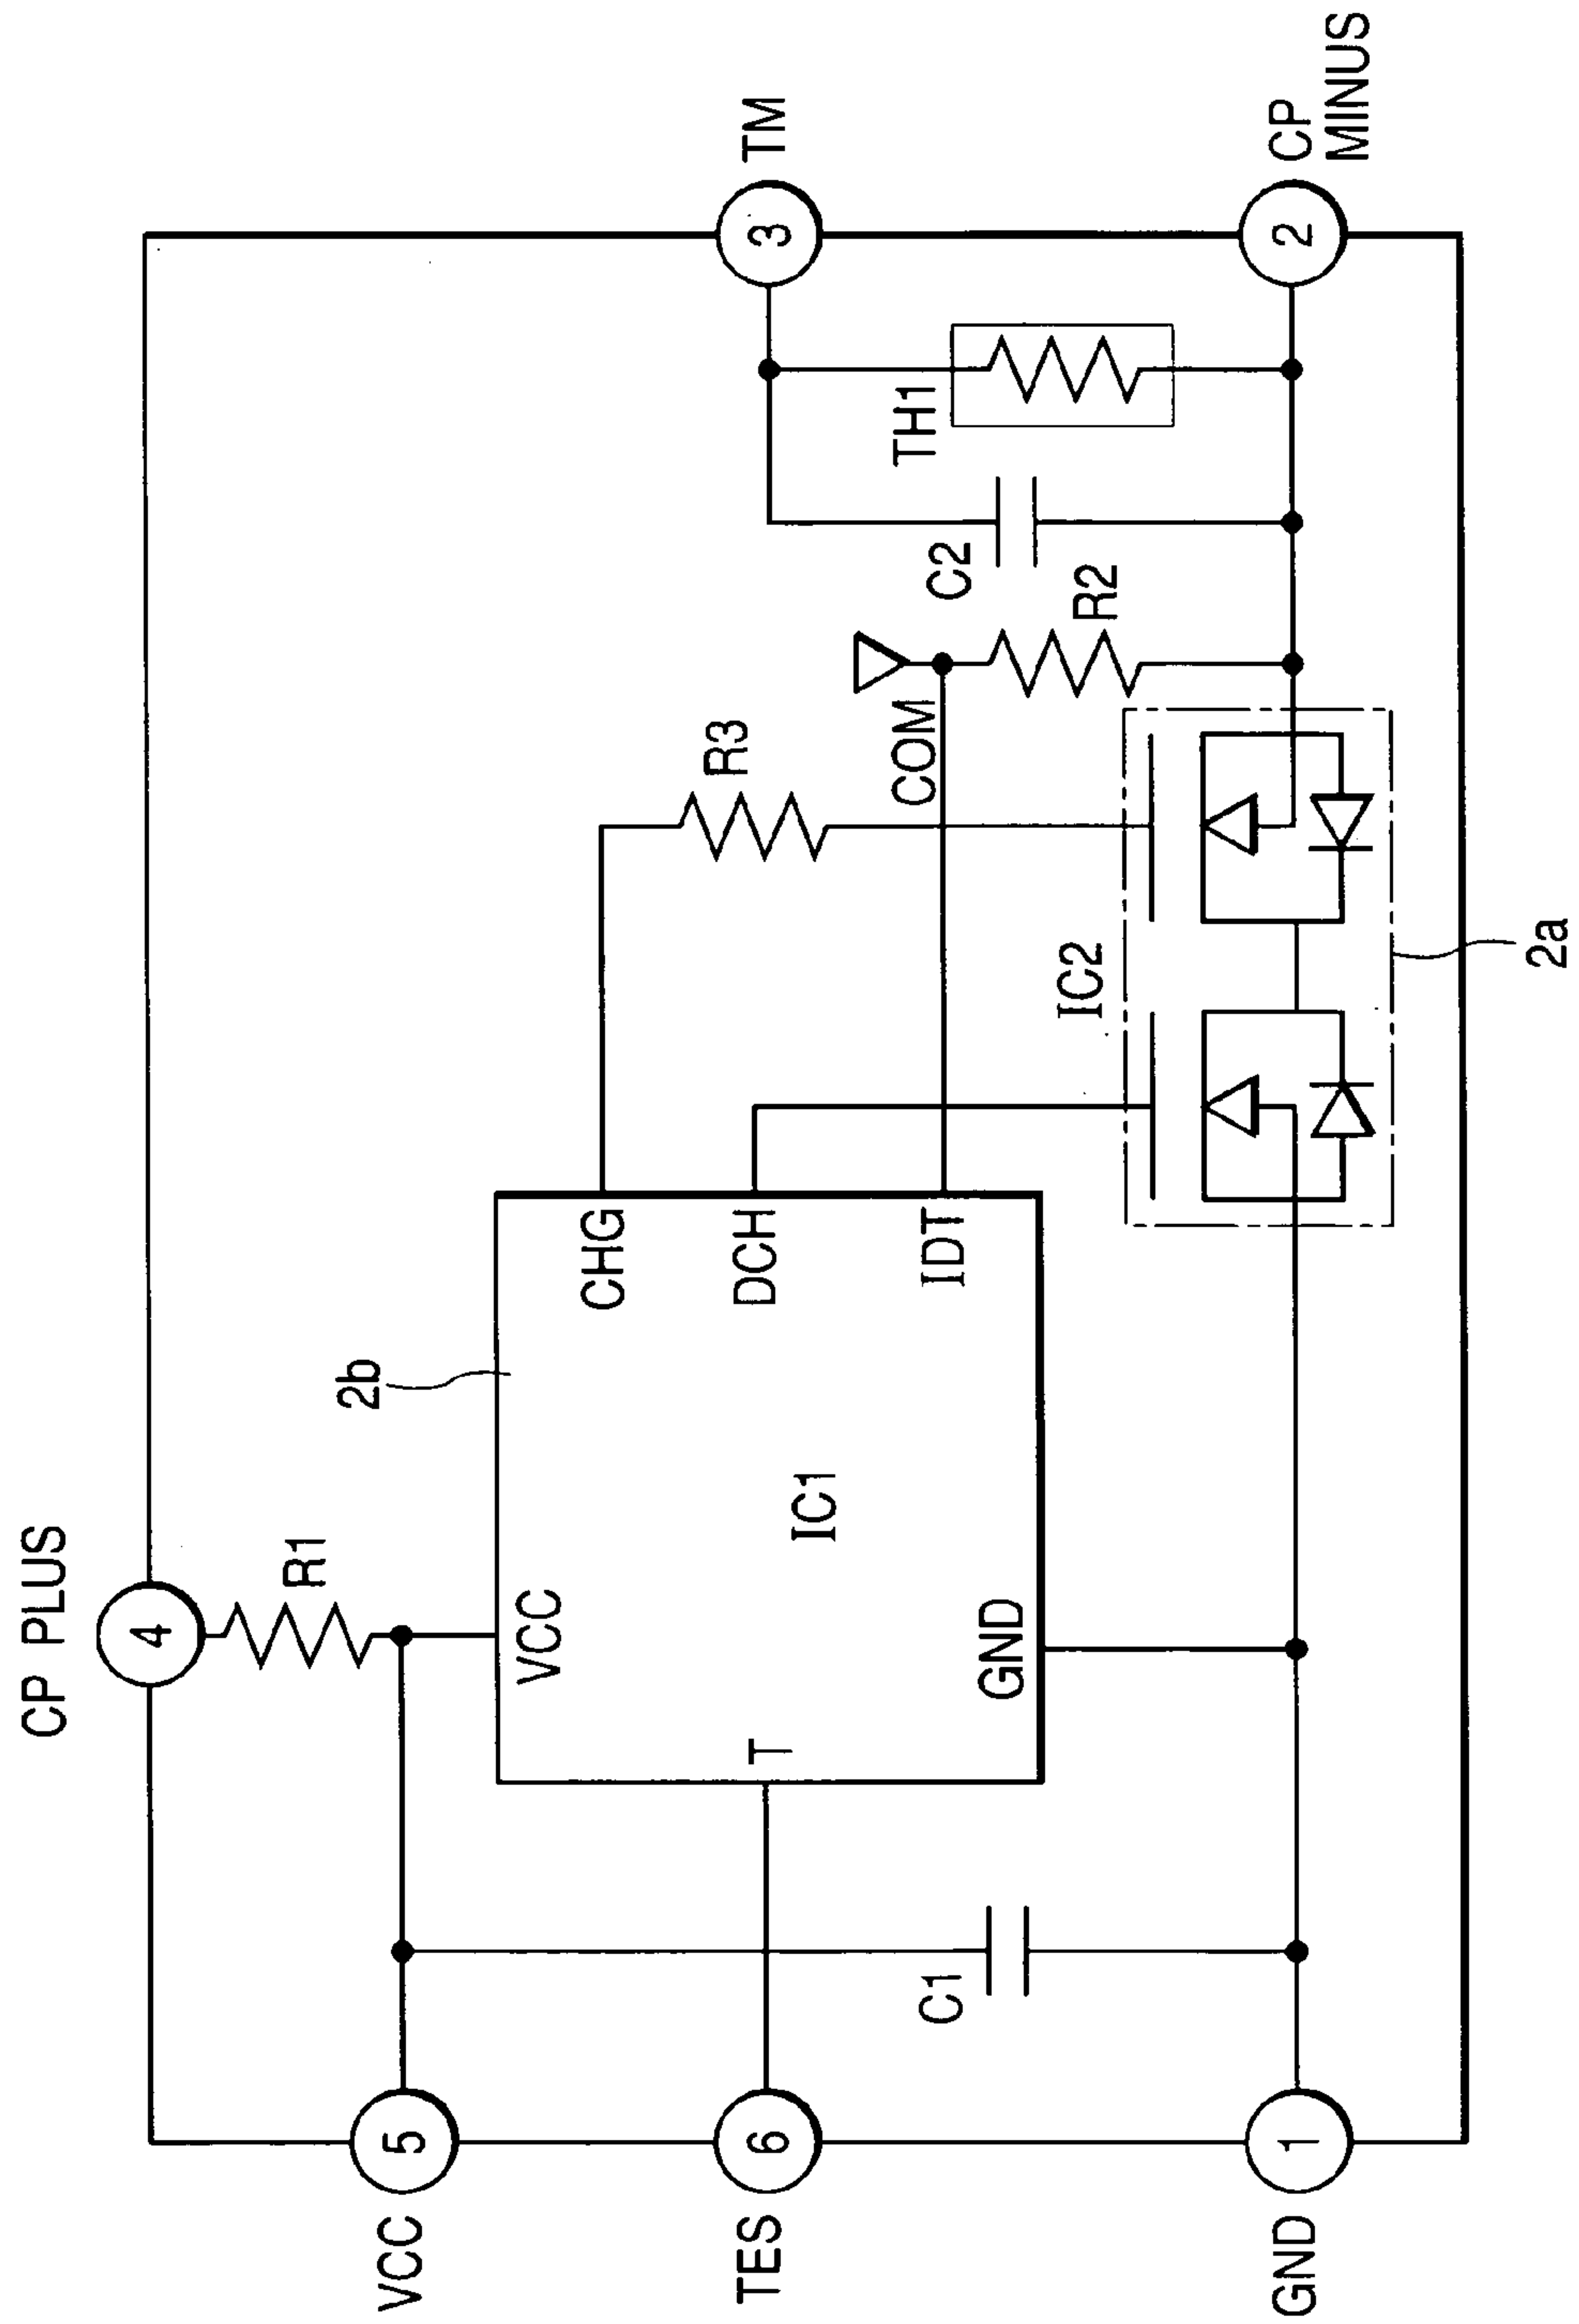 CP PLUS
4
R1
VCC
5
TES
6
GND
1
C1
2b
IC1
VCC
T
GND
CHG
DCH
IDT
R3
COM
IC2
2a
R2
C2
TH1
TM
3
CP
MINUS
2